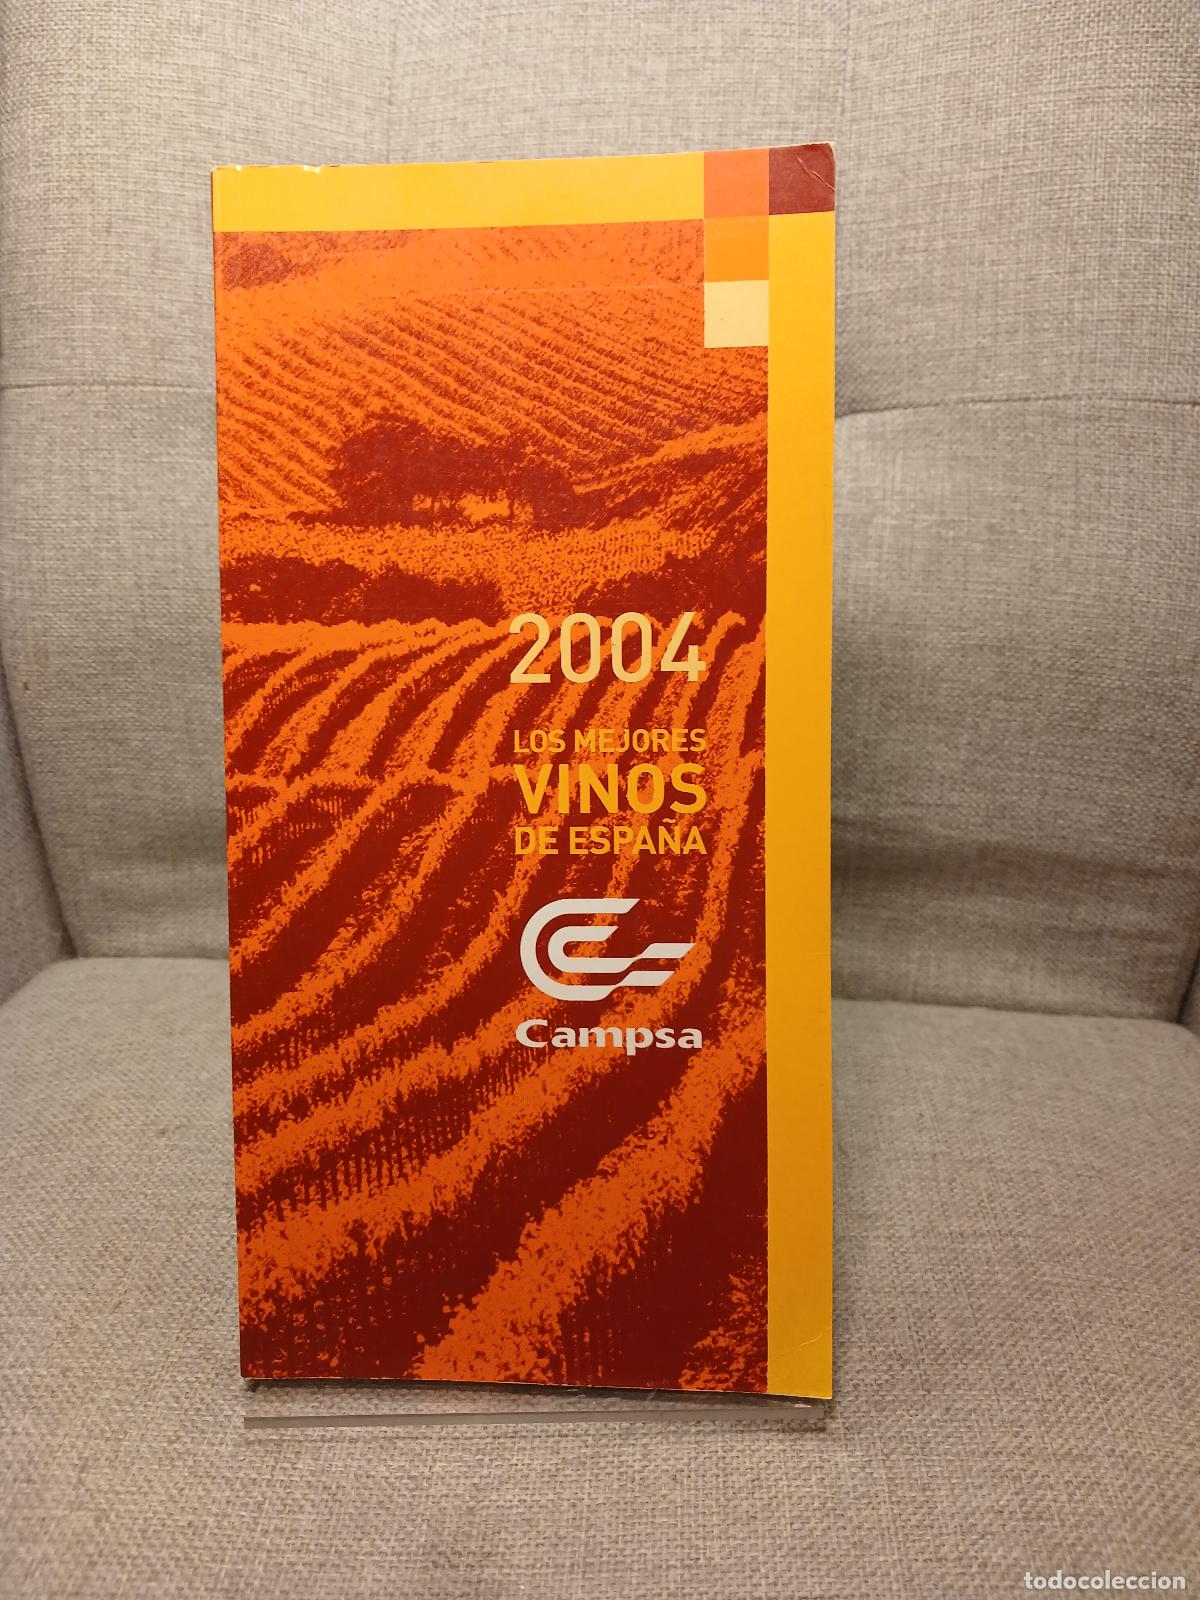 2004
LOS MEJORES
VINOS
DE ESPAÑA
Campsa
todocoleccion